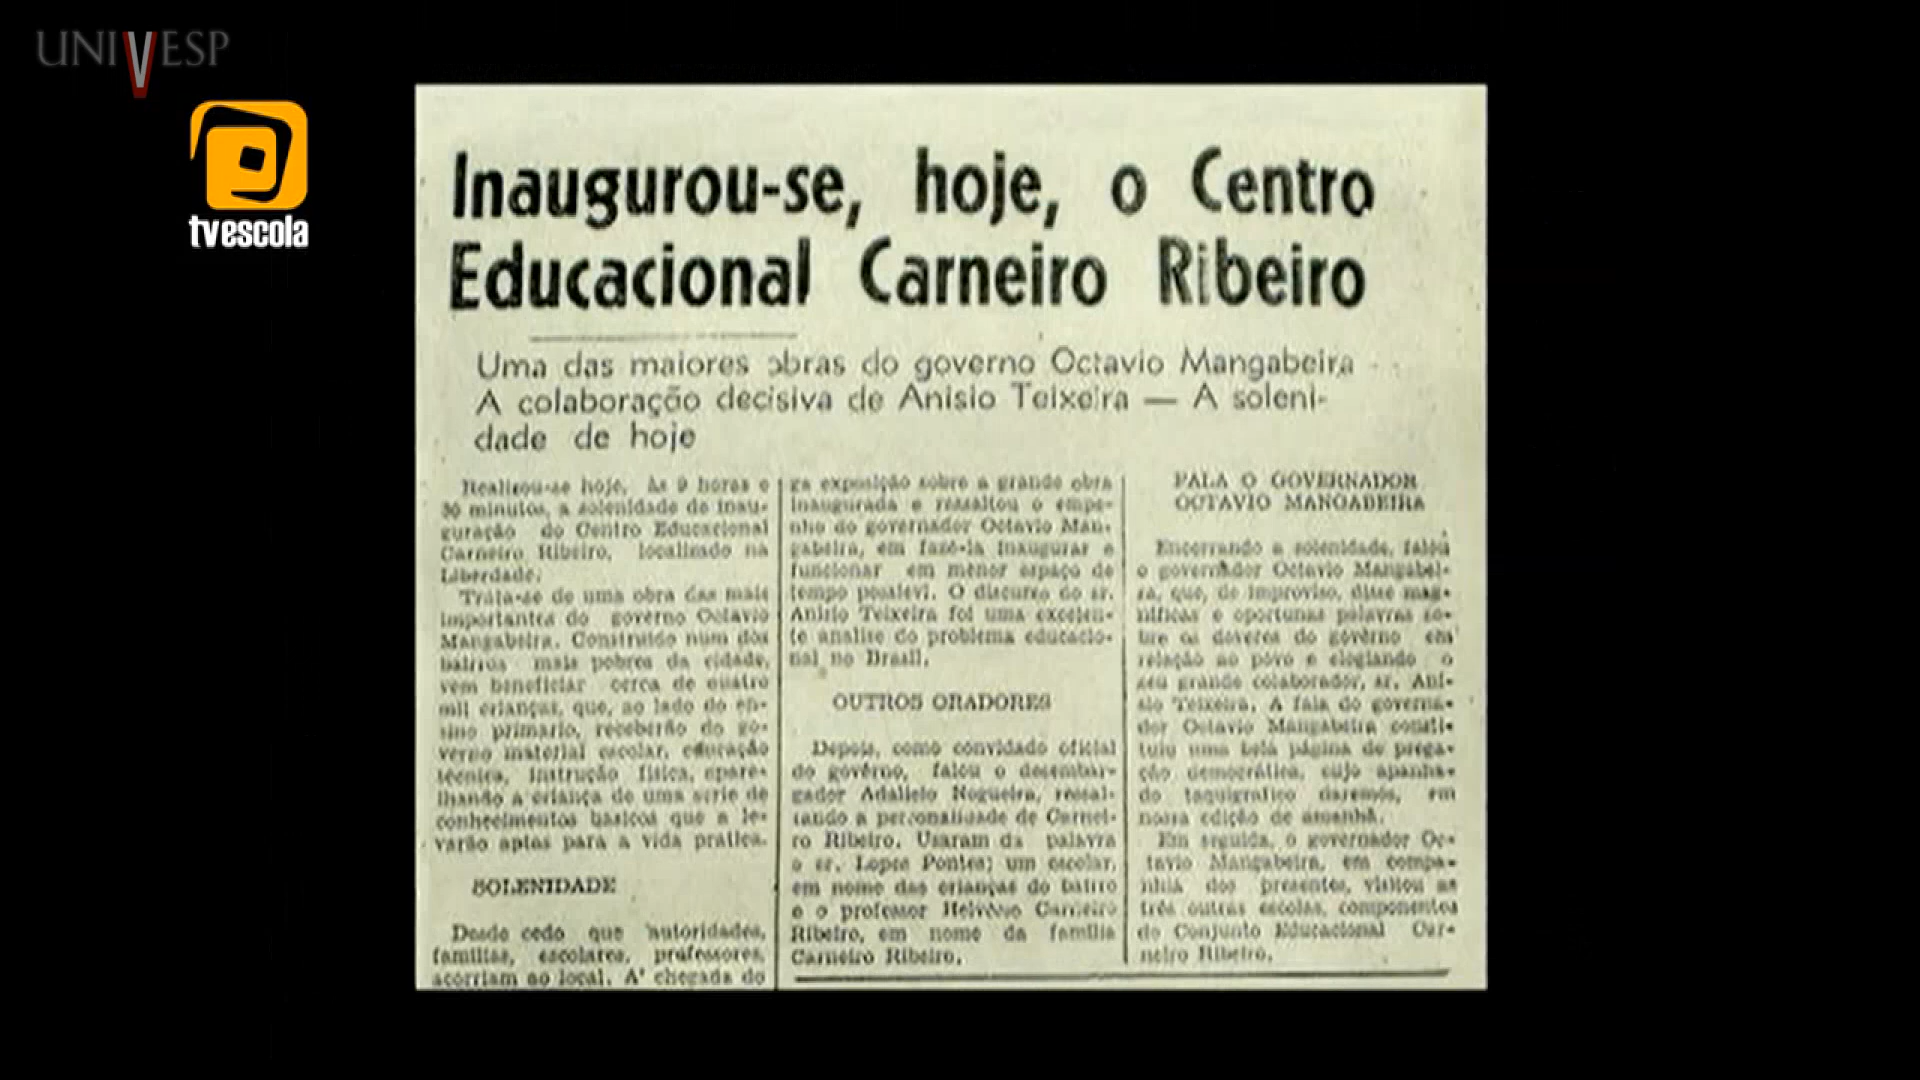 UNIVESP
tvescola
Inaugurou-se, hoje, o Centro
Educacional Carneiro Ribeiro
Uma das maiores obras do governo Octavio Mangabeira -
A colaboração decisiva de Anisio Teixeira — A soleni-
dade de hoje
Realizou-se hoje, às 9 horas e
30 minutos, a solenidade de inau-
guração do Centro Educacional
Carneiro Ribeiro, localizado na
Liberdade.
Trata-se de uma obra das mais
importantes do governo Octavio
Mangabeira. Construido num dos
bairros mais pobres da cidade,
vem beneficiar cerca de quatro
mil crianças, que, ao lado do en-
sino primario, receberão do go-
verno material escolar, educação
técnica, instrução física, apare-
lhando a criança de uma serie de
conhecimentos básicos que a le-
varão aptas para a vida pratica.
SOLENIDADE
Desde cedo que autoridades,
familias, escolares, professores,
acorriam ao local. A' chegada do
ga exposição sobre a grande obra
inaugurada e ressaltou o empe-
nho do governador Octavio Man-
gabeira, em fazê-la inaugurar e
funcionar em menor espaço de
tempo possivel. O discurso do sr.
Anisio Teixeira foi uma excelen-
te analise do problema educacio-
nal no Brasil.
OUTROS ORADORES
Depois, como convidado oficial
do govêrno, falou o desembar-
gador Adalicio Nogueira, ressal-
tando a personalidade de Carnei-
ro Ribeiro. Usaram da palavra
o sr. Lopes Pontes; um escolar,
em nome das crianças do bairro
e o professor Helvécio Carneiro
Ribeiro, em nome da familia
Carneiro Ribeiro.
FALA O GOVERNADOR
OCTAVIO MANGABEIRA
Encerrando a solenidade, falou
o governador Octavio Mangabei-
ra, que, de improviso, disse mag-
nificas e oportunas palavras so-
bre os deveres do govêrno em
relação ao povo e elogiando o
seu grande colaborador, sr. Aní-
sio Teixeira. A fala do governa-
dor Octavio Mangabeira consti-
tuiu uma bela página de prega-
ção democrática, cujo apanha-
do taquigráfico daremos, em
nossa edição de amanhã.
Em seguida, o governador Oc-
tavio Mangabeira, em compa-
nhia dos presentes, visitou as
três outras escolas, componentes
do Conjunto Educacional Car-
neiro Ribeiro.